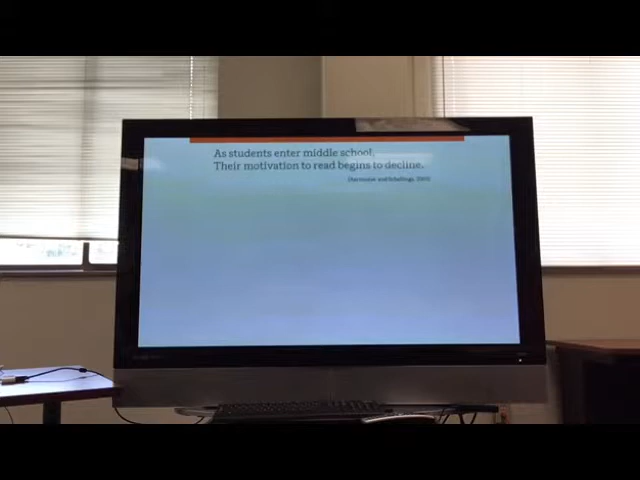 As students enter middle school,
Their motivation to read begins to decline.